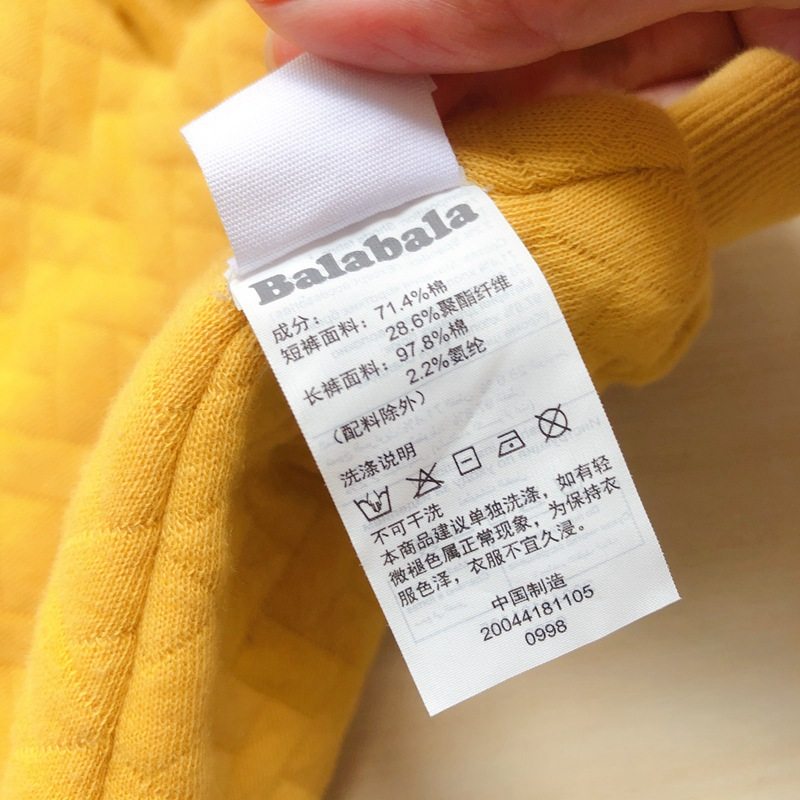 Balabala
成分：
短裤面料：71.4%棉
28.6%聚酯纤维
长裤面料：97.8%棉
2.2%氨纶
（配料除外）
洗涤说明
不可干洗
本商品建议单独洗涤，如有轻
微褪色属正常现象，为保持衣
服色泽，衣服不宜久浸。
中国制造
20044181105
0998